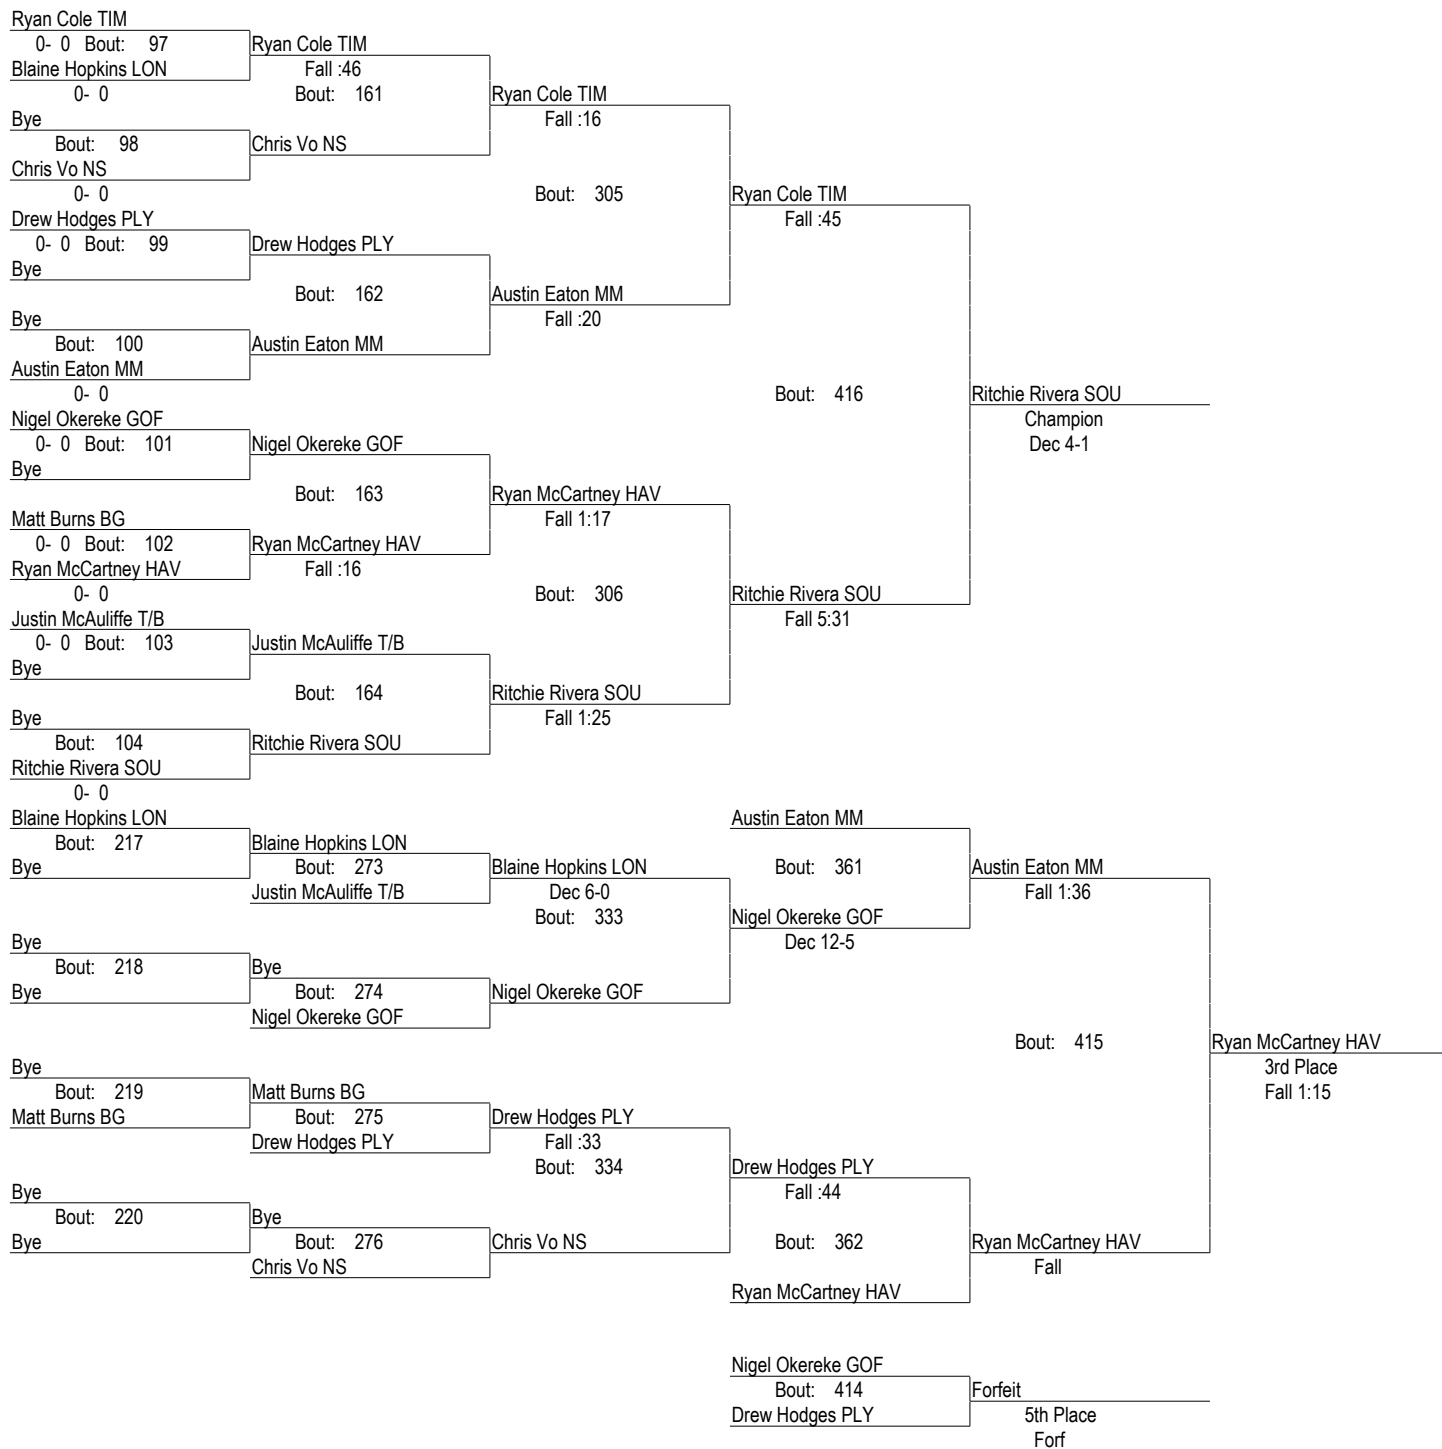 Ryan Cole TIM
0- 0 Bout: 97 Ryan Cole TIM
Blaine Hopkins LON Fall :46
0- 0 Bout: 161 Ryan Cole TIM
Bye Fall :16
Bout: 98 Chris Vo NS
Chris Vo NS
0- 0 Bout: 305 Ryan Cole TIM
Drew Hodges PLY Fall :45
0- 0 Bout: 99 Drew Hodges PLY
Bye
Bout: 162 Austin Eaton MM
Bye Fall :20
Bout: 100 Austin Eaton MM
Austin Eaton MM
0- 0 Bout: 416 Ritchie Rivera SOU
Nigel Okereke GOF Champion
0- 0 Bout: 101 Nigel Okereke GOF Dec 4-1
Bye
Bout: 163 Ryan McCartney HAV
Matt Burns BG Fall 1:17
0- 0 Bout: 102 Ryan McCartney HAV
Ryan McCartney HAV Fall :16
0- 0 Bout: 306 Ritchie Rivera SOU
Justin McAuliffe T/B Fall 5:31
0- 0 Bout: 103 Justin McAuliffe T/B
Bye
Bout: 164 Ritchie Rivera SOU
Bye Fall 1:25
Bout: 104 Ritchie Rivera SOU
Ritchie Rivera SOU
0- 0
Blaine Hopkins LON Austin Eaton MM
Bout: 217 Blaine Hopkins LON
Bye Bout: 273 Blaine Hopkins LON Bout: 361 Austin Eaton MM
Justin McAuliffe T/B Dec 6-0 Fall 1:36
Bout: 333 Nigel Okereke GOF
Bye Dec 12-5
Bout: 218 Bye
Bye Bout: 274 Nigel Okereke GOF
Nigel Okereke GOF
Bout: 415 Ryan McCartney HAV
Bye 3rd Place
Bout: 219 Matt Burns BG Fall 1:15
Matt Burns BG Bout: 275 Drew Hodges PLY
Drew Hodges PLY Fall :33
Bout: 334 Drew Hodges PLY
Bye Fall :44
Bout: 220 Bye
Bye Bout: 276 Chris Vo NS Bout: 362 Ryan McCartney HAV
Chris Vo NS Fall
Ryan McCartney HAV
Nigel Okereke GOF
Bout: 414 Forfeit
Drew Hodges PLY 5th Place
Forf